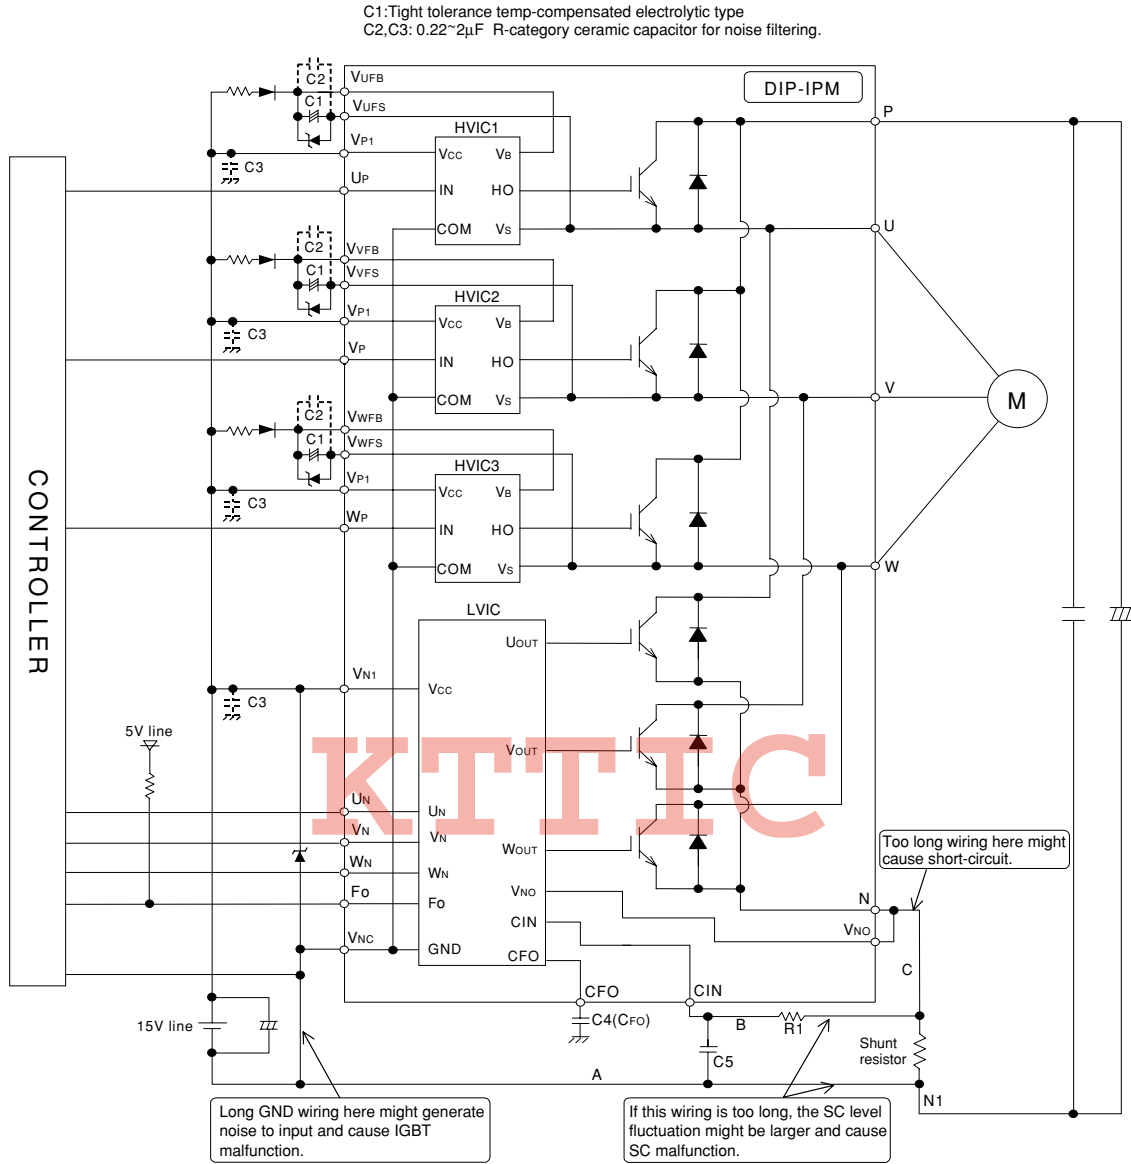 C1:Tight tolerance temp-compensated electrolytic type
C2,C3: 0.22~2μF R-category ceramic capacitor for noise filtering.
C2
VUFB
DIP-IPM
C1
VUFS
P
HVIC1
VP1
VCC
VB
C3
UP
IN
HO
COM
VS
U
C2
VVFB
C1
VVFS
HVIC2
VP1
VCC
VB
C3
VP
IN
HO
V
COM
VS
M
C2
VWFB
C1
VWFS
HVIC3
VP1
VCC
VB
C3
WP
IN
HO
COM
VS
W
CONTROLLER
LVIC
UOUT
VN1
VCC
C3
5V line
VOUT
KTTIC
UN
UN
VN
VN
WOUT
Too long wiring here might
cause short-circuit.
WN
WN
VNO
Fo
Fo
N
CIN
VNO
VNC
GND
CFO
C
CFO
CIN
15V line
C4(CFO)
B
R1
Shunt
resistor
C5
A
N1
Long GND wiring here might generate
noise to input and cause IGBT
malfunction.
If this wiring is too long, the SC level
fluctuation might be larger and cause
SC malfunction.